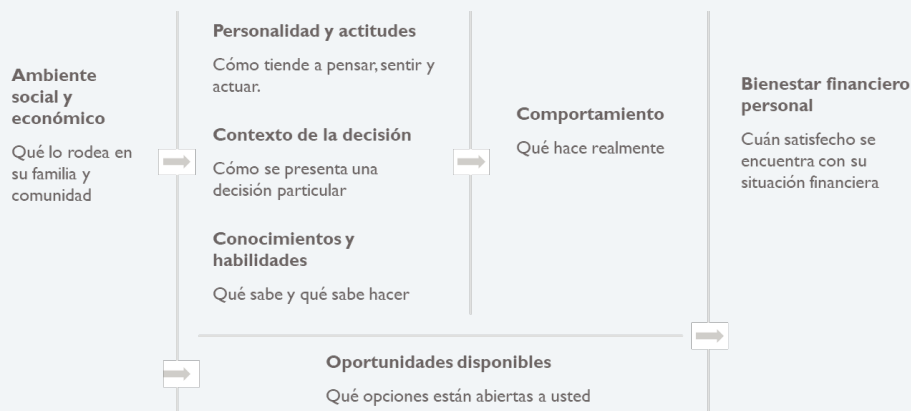 Ambiente
social y
económico
Qué lo rodea en
su familia y
comunidad
Personalidad y actitudes
Cómo tiende a pensar, sentir y
actuar.
Contexto de la decisión
Cómo se presenta una
decisión particular
Conocimientos y
habilidades
Qué sabe y qué sabe hacer
Comportamiento
Qué hace realmente
Bienestar financiero
personal
Cuán satisfecho se
encuentra con su
situación financiera
Oportunidades disponibles
Qué opciones están abiertas a usted